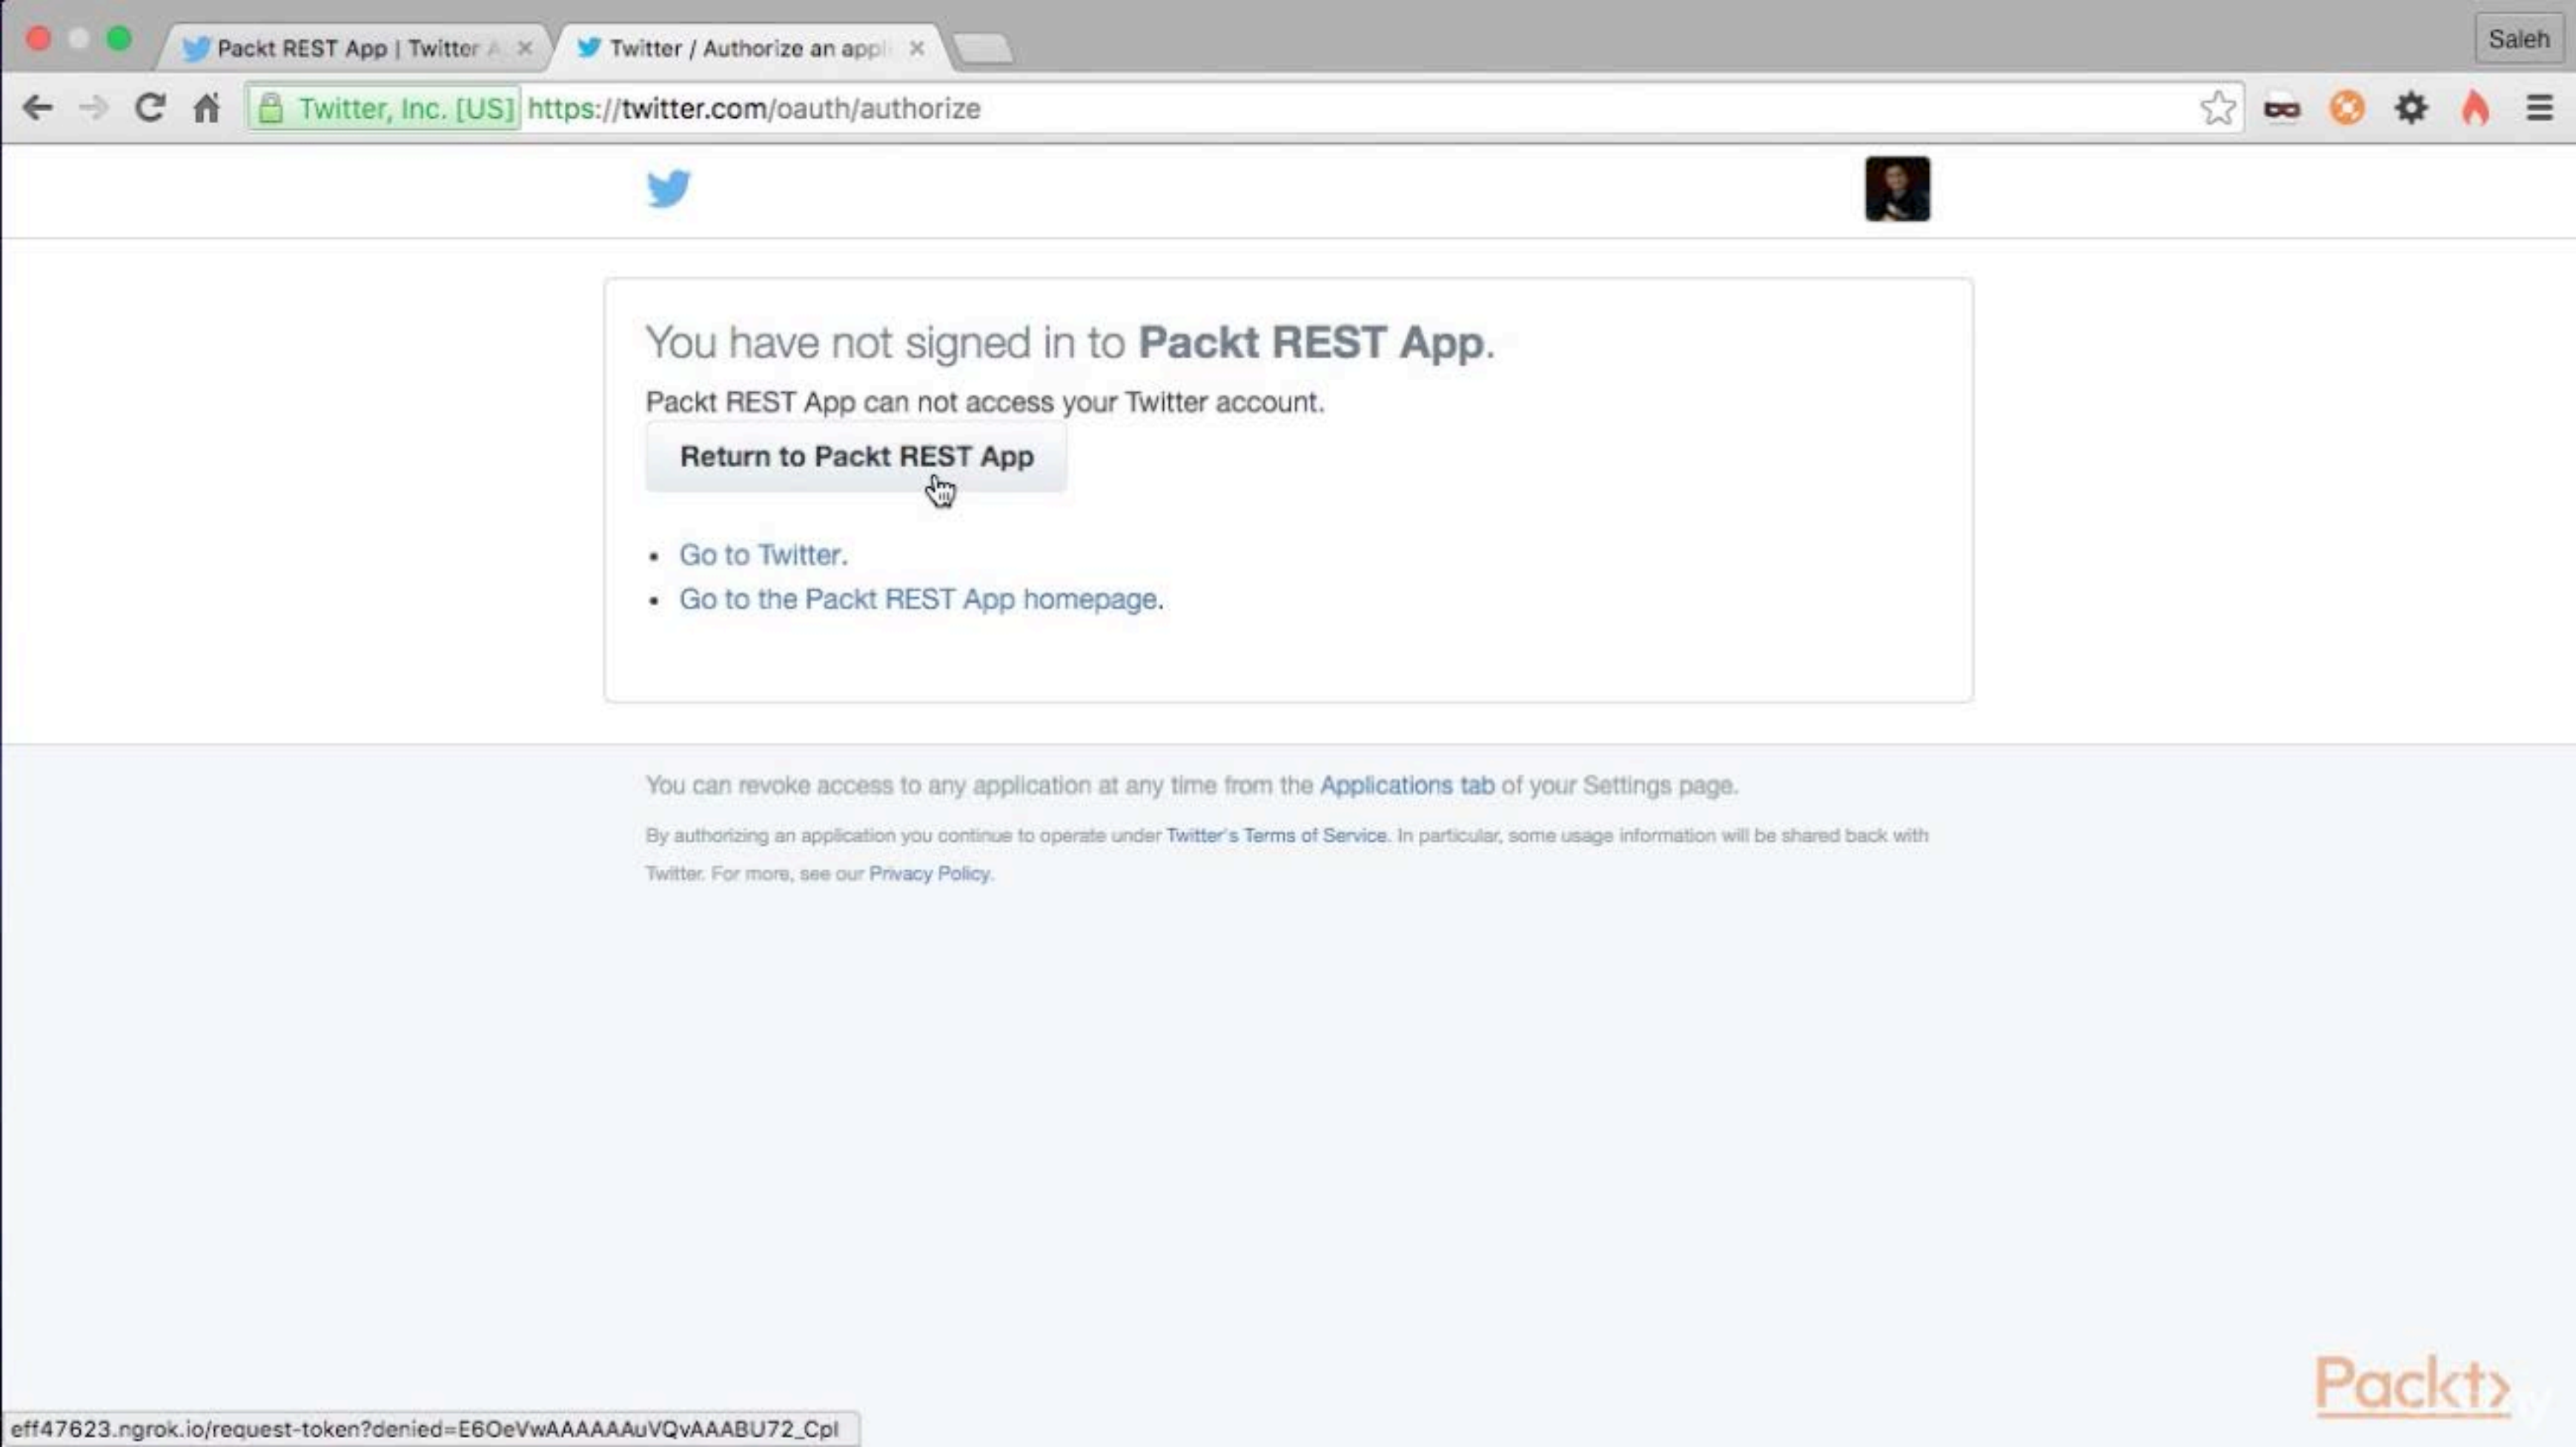 Packt REST App | Twitter A
Twitter / Authorize an appli
Saleh
Twitter, Inc. [US] https://twitter.com/oauth/authorize
You have not signed in to Packt REST App.
Packt REST App can not access your Twitter account.
Return to Packt REST App
• Go to Twitter.
• Go to the Packt REST App homepage.
You can revoke access to any application at any time from the Applications tab of your Settings page.
By authorizing an application you continue to operate under Twitter's Terms of Service. In particular, some usage information will be shared back with
Twitter. For more, see our Privacy Policy.
Packt>
eff47623.ngrok.io/request-token?denied=E6OeVwAAAAAAuVQvAAABU72_CpI